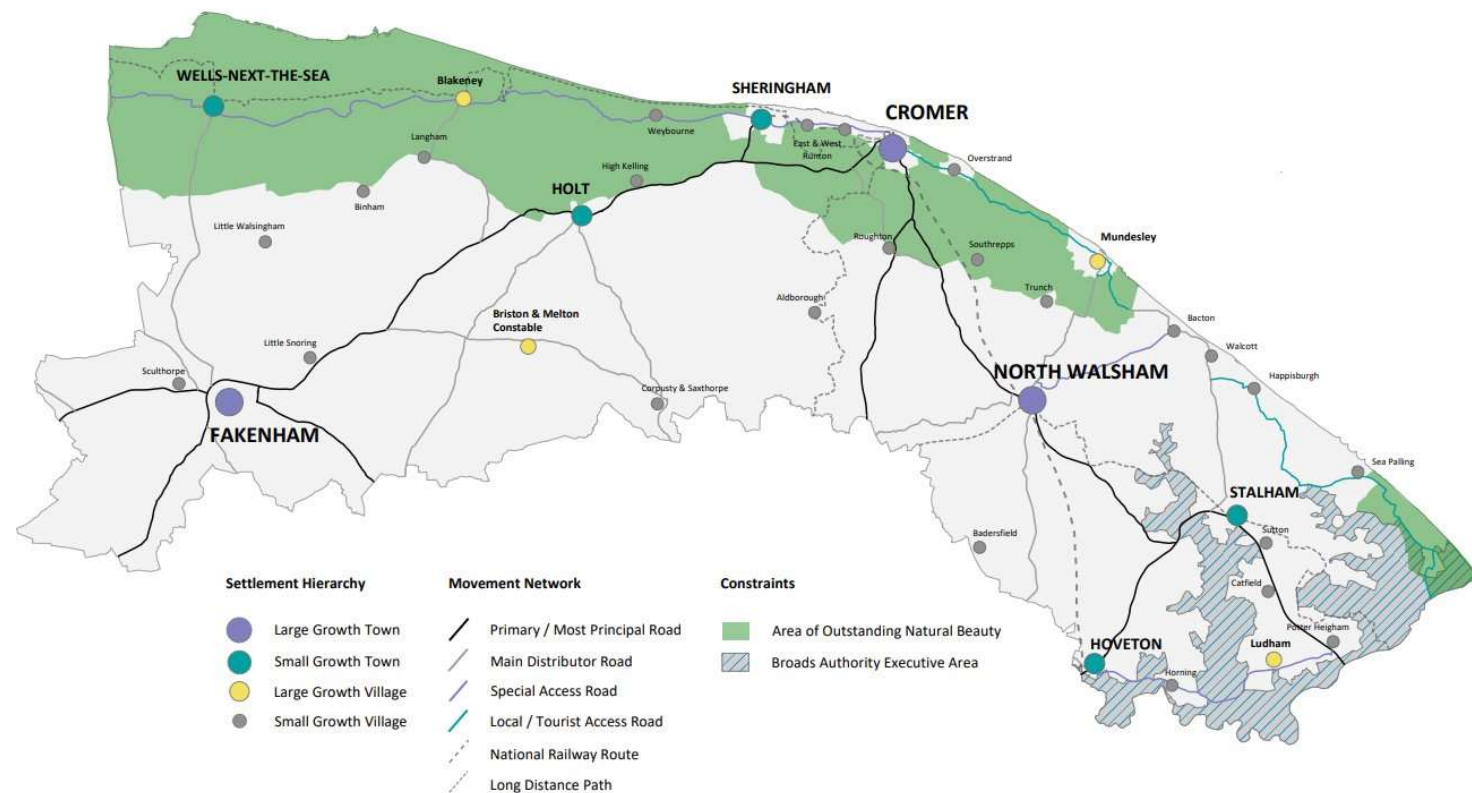 WELLS-NEXT-THE-SEA
Blakeney
SHERINGHAM
CROMER
Weybourne
East & West
Runton
Overstrand
Langham
High Kelling
HOLT
Binham
Little Walsingham
Roughton
Southrepps
Mundesley
Trunch
Aldborough
Bacton
Briston & Melton
Constable
Little Snoring
Walcott
Sculthorpe
NORTH WALSHAM
Happisburgh
Corpusty & Saxthorpe
FAKENHAM
Sea Palling
STALHAM
Sutton
Badersfield
Catfield
Potter Heigham
HOVETON
Ludham
Horning
Settlement Hierarchy
Large Growth Town
Small Growth Town
Large Growth Village
Small Growth Village
Movement Network
Primary / Most Principal Road
Main Distributor Road
Special Access Road
Local / Tourist Access Road
National Railway Route
Long Distance Path
Constraints
Area of Outstanding Natural Beauty
Broads Authority Executive Area